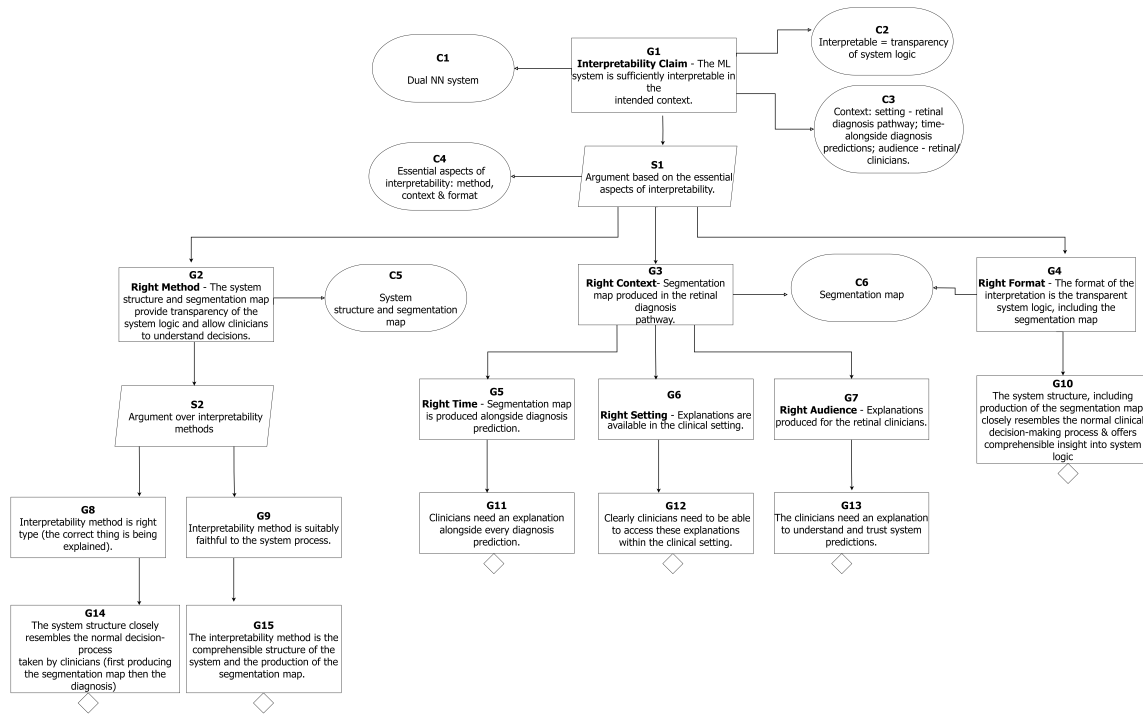 C1
Dual NN system
G1
Interpretability Claim - The ML
system is sufficiently interpretable in
the
intended context.
C2
Interpretable = transparency
of system logic
C3
Context: setting - retinal
diagnosis pathway; time-
alongside diagnosis
predictions; audience - retinal/
clinicians.
C4
Essential aspects of
interpretability: method,
context & format
S1
Argument based on the essential
aspects of interpretability.
G2
Right Method - The system
structure and segmentation map
provide transparency of the
system logic and allow clinicians
to understand decisions.
C5
System
structure and segmentation
map
G3
Right Context- Segmentation
map produced in the retinal
diagnosis
pathway.
C6
Segmentation map
G4
Right Format - The format of
the interpretation is the transparent
system logic, including the
segmentation map
S2
Argument over interpretability
methods
G5
Right Time - Segmentation map
is produced alongside diagnosis
prediction.
G6
Right Setting - Explanations are
available in the clinical setting.
G7
Right Audience - Explanations
produced for the retinal clinicians.
G10
The system structure, including
production of the segmentation map
closely resembles the normal clinical
decision-making process & offers
comprehensible insight into system
logic
G8
Interpretability method is right
type (the correct thing is being
explained).
G9
Interpretability method is suitably
faithful to the system process.
G11
Clinicians need an explanation
alongside every diagnosis
prediction.
G12
Clearly clinicians need to be able
to access these explanations
within the clinical setting.
G13
The clinicians need an explanation
to understand and trust system
predictions.
G14
The system structure closely
resembles the normal decision-
process
taken by clinicians (first producing
the segmentation map then the
diagnosis)
G15
The interpretability method is the
comprehensible structure of the
system and the production of the
segmentation map.